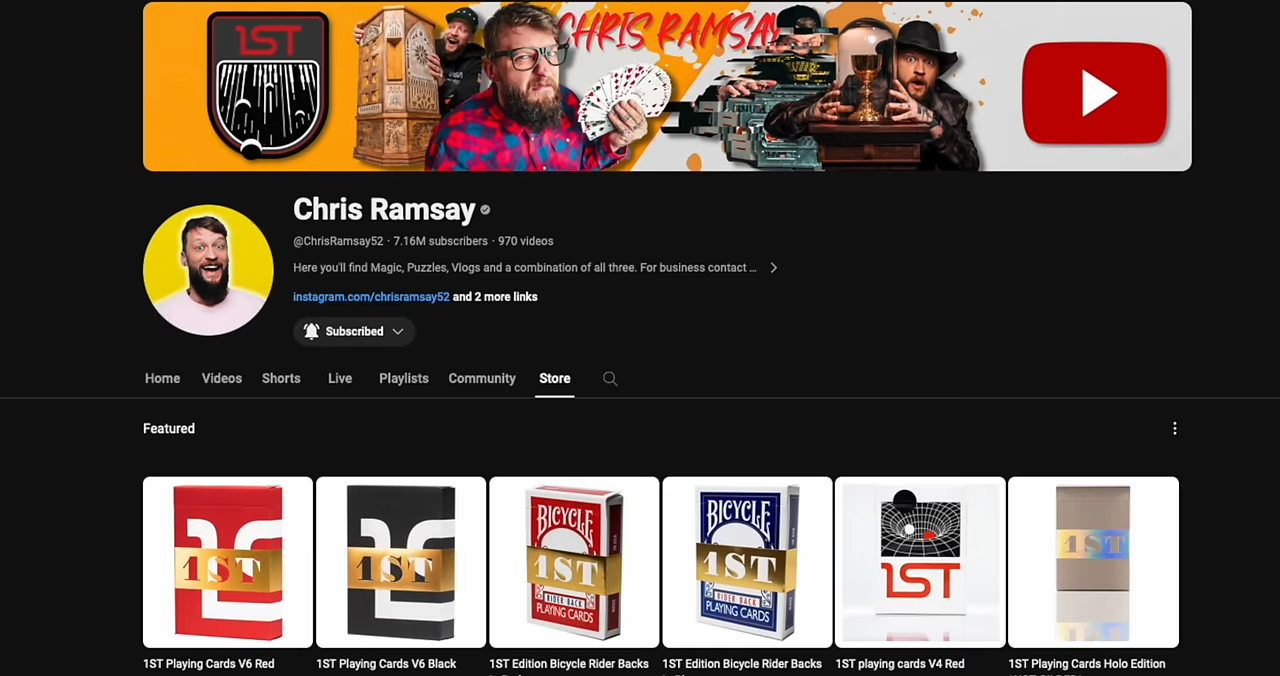 1ST
CHRIS RAMSAY
Chris Ramsay
@ChrisRamsay52 · 7.16M subscribers · 970 videos
Here you'll find Magic, Puzzles, Vlogs and a combination of all three. For business contact ...
instagram.com/chrisramsay52 and 2 more links
Subscribed
Home Videos Shorts Live Playlists Community Store
Featured
1ST
1ST
BICYCLE
1ST
RIDER BACK
PLAYING CARDS
BICYCLE
1ST
RIDER BACK
PLAYING CARDS
1ST
1ST
1ST Playing Cards V6 Red
1ST Playing Cards V6 Black
1ST Edition Bicycle Rider Backs
1ST Edition Bicycle Rider Backs
1ST playing cards V4 Red
1ST Playing Cards Holo Edition